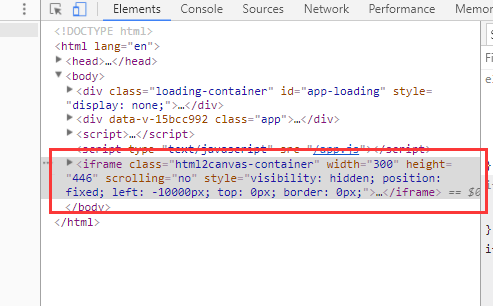 Elements Console Sources Network Performance Memor
<!DOCTYPE html>
<html lang="en">
<head>…</head>
<body>
<div class="loading-container" id="app-loading" style=
"display: none;">…</div>
<div data-v-15bcc992 class="app">…</div>
<script>…</script>
<script type="text/javascript" src="/app.js"></script>
<iframe class="html2canvas-container" width="300" height=
"446" scrolling="no" style="visibility: hidden; position:
fixed; left: -10000px; top: 0px; border: 0px;">…</iframe> == $0
</body>
</html>